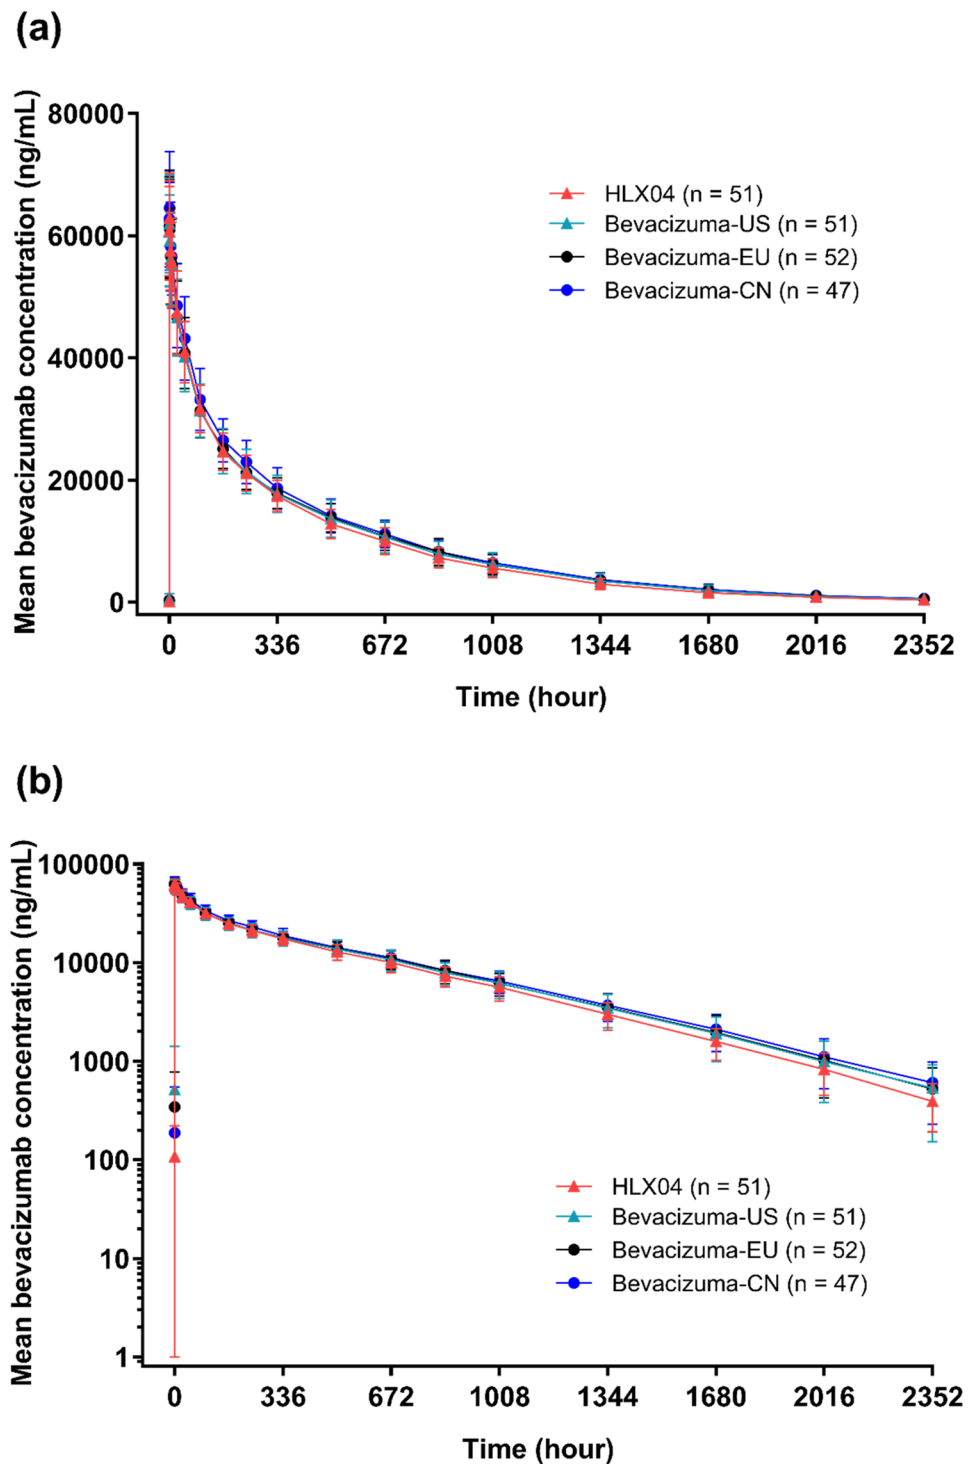 (a)
Mean bevacizumab concentration (ng/mL)
80000
60000
40000
20000
0
HLX04 (n = 51)
Bevacizuma-US (n = 51)
Bevacizuma-EU (n = 52)
Bevacizuma-CN (n = 47)
0 336 672 1008 1344 1680 2016 2352
Time (hour)
(b)
Mean bevacizumab concentration (ng/mL)
100000
10000
1000
100
10
1
HLX04 (n = 51)
Bevacizuma-US (n = 51)
Bevacizuma-EU (n = 52)
Bevacizuma-CN (n = 47)
0 336 672 1008 1344 1680 2016 2352
Time (hour)